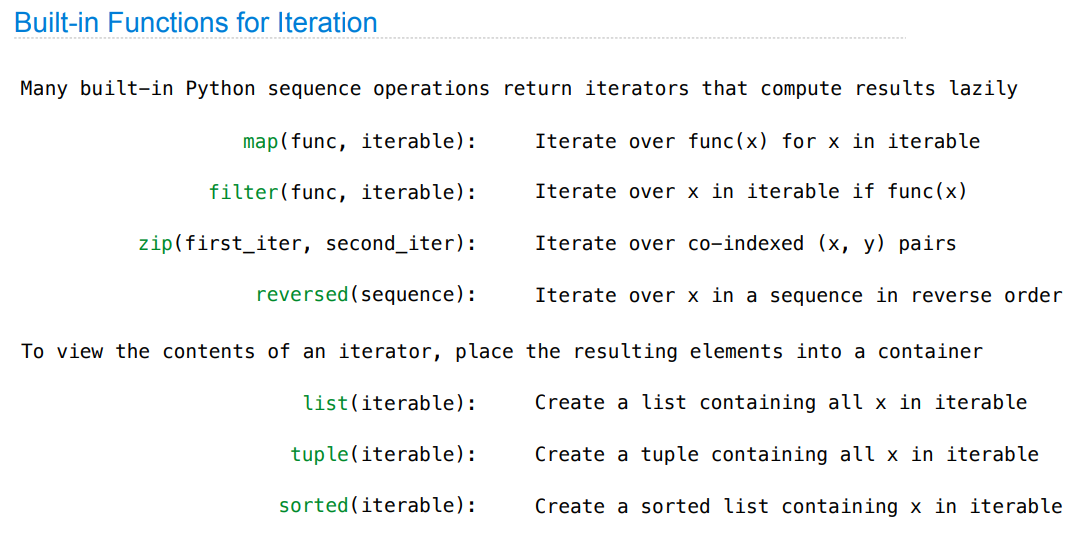 Built-in Functions for Iteration
Many built-in Python sequence operations return iterators that compute results lazily
map(func, iterable): Iterate over func(x) for x in iterable
filter(func, iterable): Iterate over x in iterable if func(x)
zip(first_iter, second_iter): Iterate over co-indexed (x, y) pairs
reversed(sequence): Iterate over x in a sequence in reverse order
To view the contents of an iterator, place the resulting elements into a container
list(iterable): Create a list containing all x in iterable
tuple(iterable): Create a tuple containing all x in iterable
sorted(iterable): Create a sorted list containing x in iterable